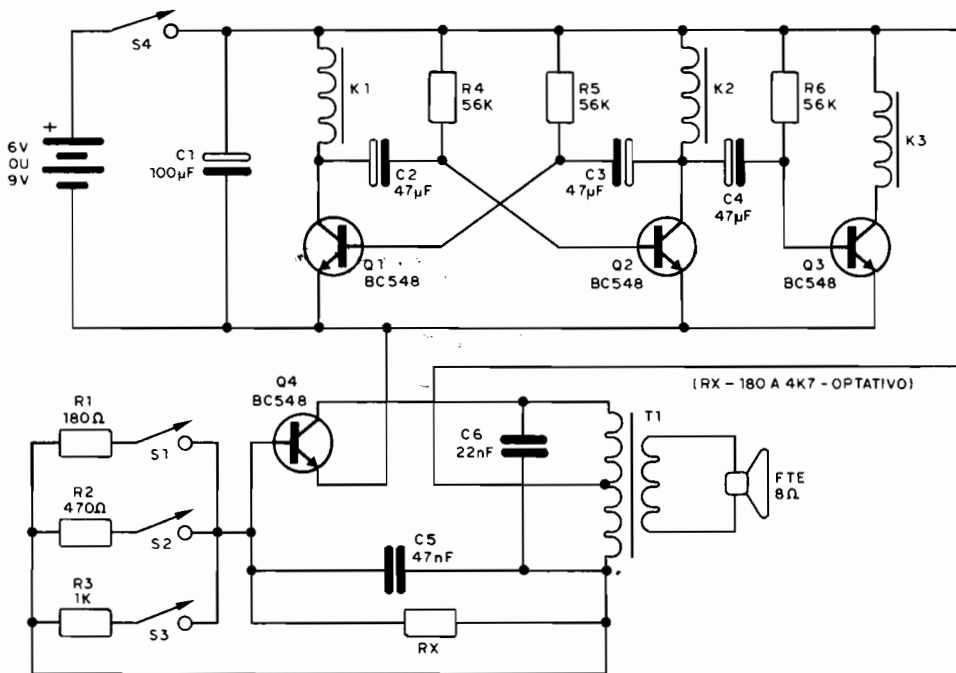 S4
+
6V
OU
9V
C1
100µF
K1
R4
56K
R5
56K
K2
R6
56K
K3
C2
47µF
C3
47µF
C4
47µF
Q1
BC548
Q2
BC548
Q3
BC548
(RX - 180 A 4K7 - OPTATIVO)
Q4
BC548
R1
180Ω
S1
R2
470Ω
S2
R3
1K
S3
C6
22nF
T1
FTE
8Ω
C5
47nF
RX